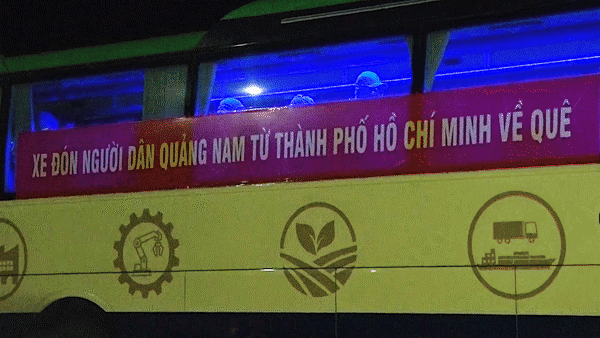 XE ĐÓN NGƯỜI DÂN QUẢNG NAM TỪ THÀNH PHỐ HỒ CHÍ MINH VỀ QUÊ